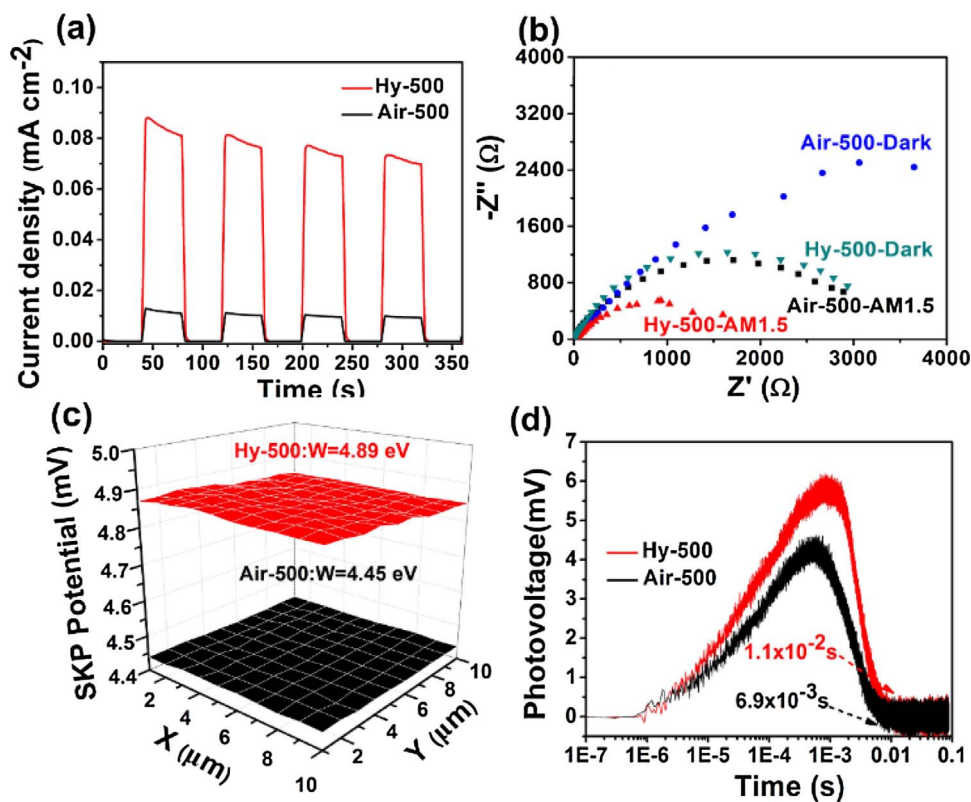 (a)
Currrent density (mA cm-2)
0.10
0.08
0.06
0.04
0.02
0.00
Hy-500
Air-500
0 50 100 150 200 250 300 350
Time (s)
(b)
-Z'' (Ω)
4000
3200
2400
1600
800
0
Air-500-Dark
Hy-500-Dark
Air-500-AM1.5
Hy-500-AM1.5
0 1000 2000 3000 4000
Z' (Ω)
(c)
SKP Potential (mV)
5.0
4.9
4.8
4.7
4.6
4.5
4.4
Hy-500:W=4.89 eV
Air-500:W=4.45 eV
2 4 6 8 10
X (μm)
2 4 6 8 10
Y (μm)
(d)
Photovoltage(mV)
7
6
5
4
3
2
1
0
Hy-500
Air-500
1.1x10-2s
6.9x10-3s
1E-7 1E-6 1E-5 1E-4 1E-3 0.01 0.1
Time (s)